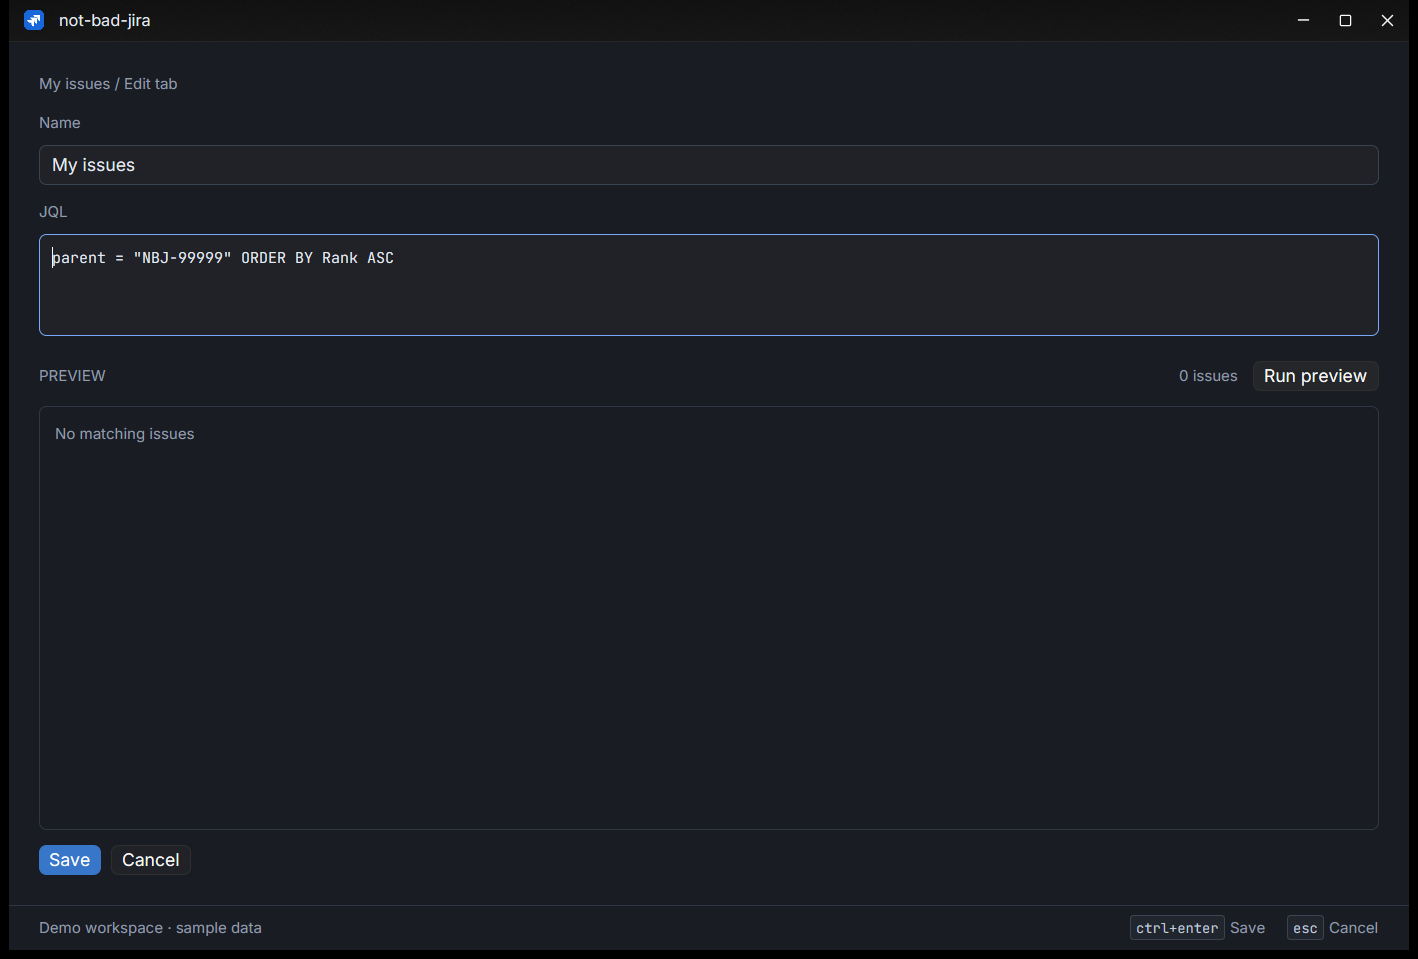 not-bad-jira
My issues / Edit tab
Name
My issues
JQL
parent = "NBJ-99999" ORDER BY Rank ASC
PREVIEW
0 issues
Run preview
No matching issues
Save
Cancel
Demo workspace · sample data
ctrl+enter Save
esc Cancel